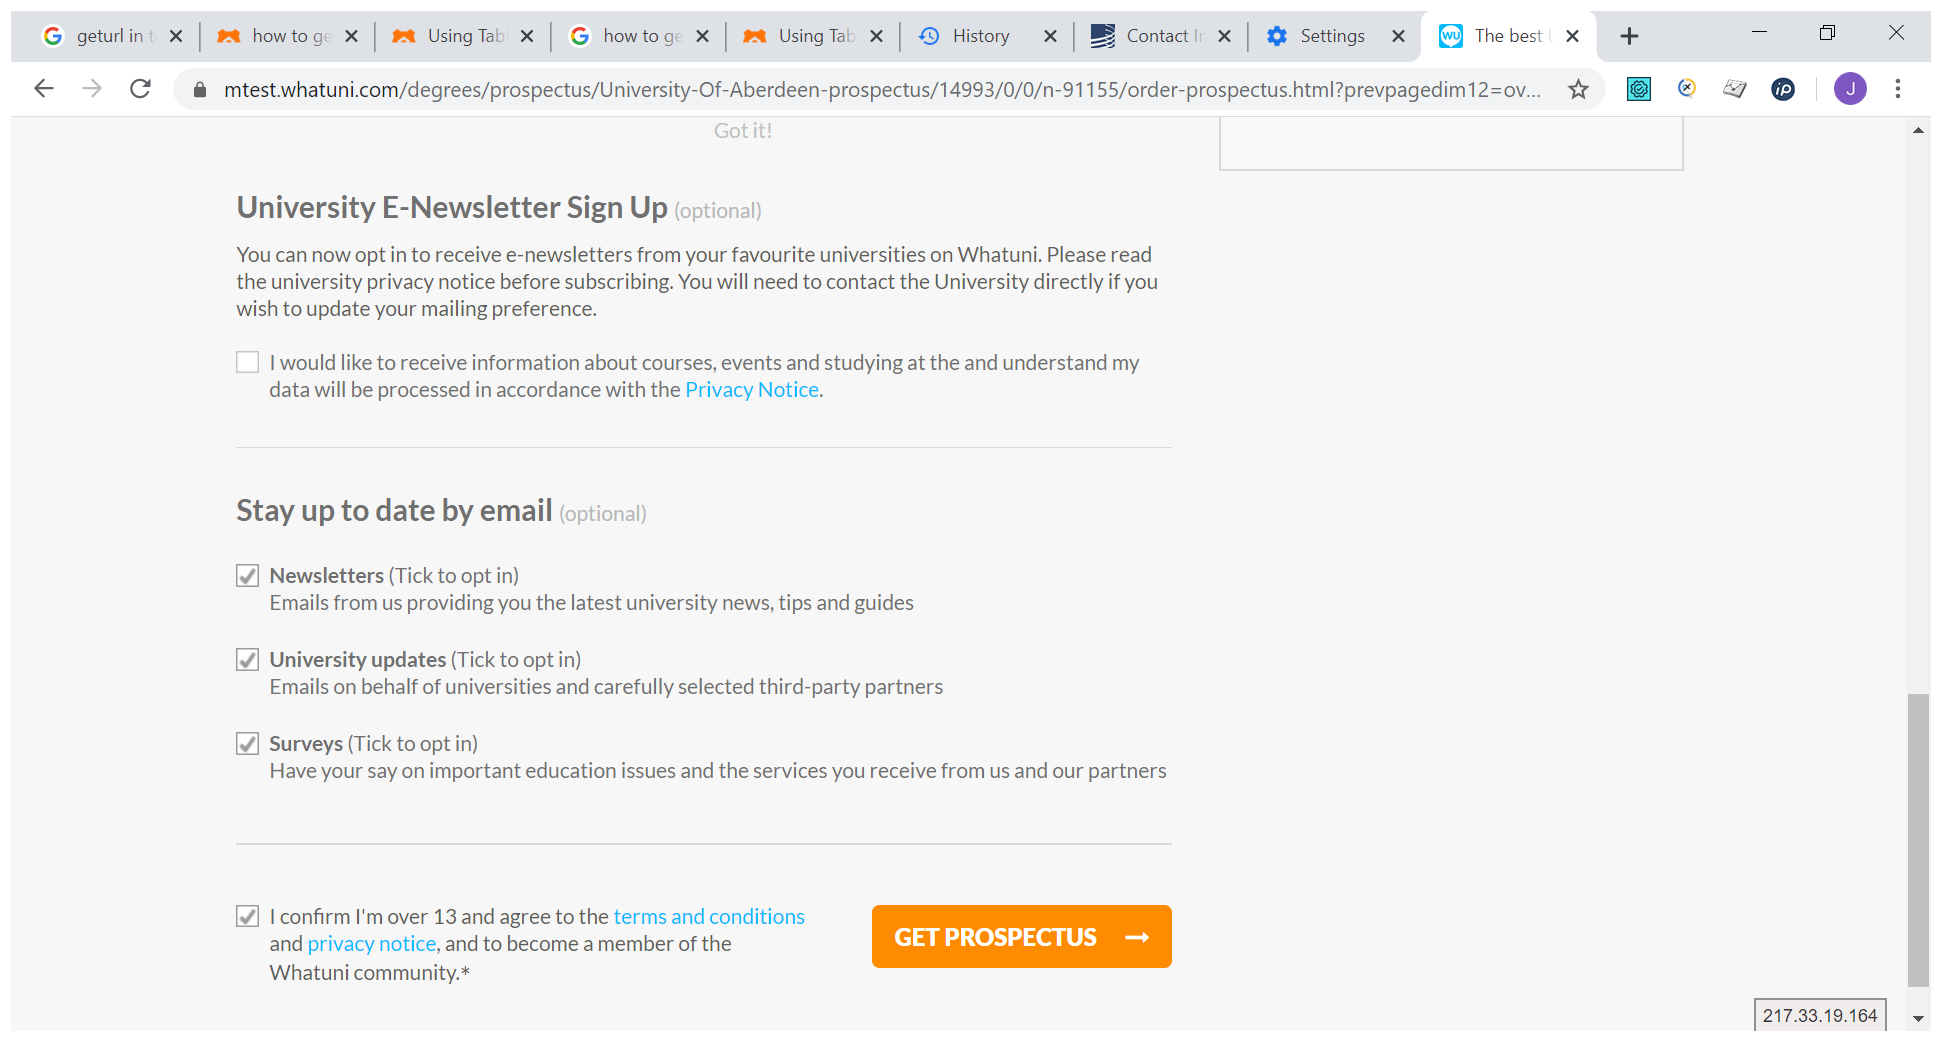 geurl in t
how to ge
Using Tab
how to ge
Using Tab
History
Contact In
Settings
The best
mtest.whatuni.com/degrees/prospectus/University-Of-Aberdeen-prospectus/14993/0/0/n-91155/order-prospectus.html?prevpagedim12=ov...
J
Got it!
University E-Newsletter Sign Up (optional)
You can now opt in to receive e-newsletters from your favourite universities on Whatuni. Please read
the university privacy notice before subscribing. You will need to contact the University directly if you
wish to update your mailing preference.
I would like to receive information about courses, events and studying at the and understand my
data will be processed in accordance with the Privacy Notice.
Stay up to date by email (optional)
Newsletters (Tick to opt in)
Emails from us providing you the latest university news, tips and guides
University updates (Tick to opt in)
Emails on behalf of universities and carefully selected third-party partners
Surveys (Tick to opt in)
Have your say on important education issues and the services you receive from us and our partners
I confirm I'm over 13 and agree to the terms and conditions
and privacy notice, and to become a member of the
Whatuni community.*
GET PROSPECTUS →
217.33.19.164